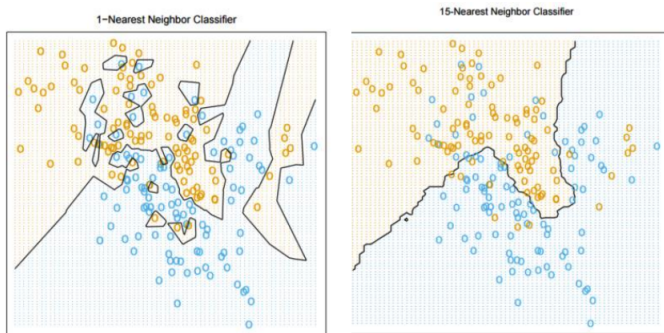 1-Nearest Neighbor Classifier
15-Nearest Neighbor Classifier